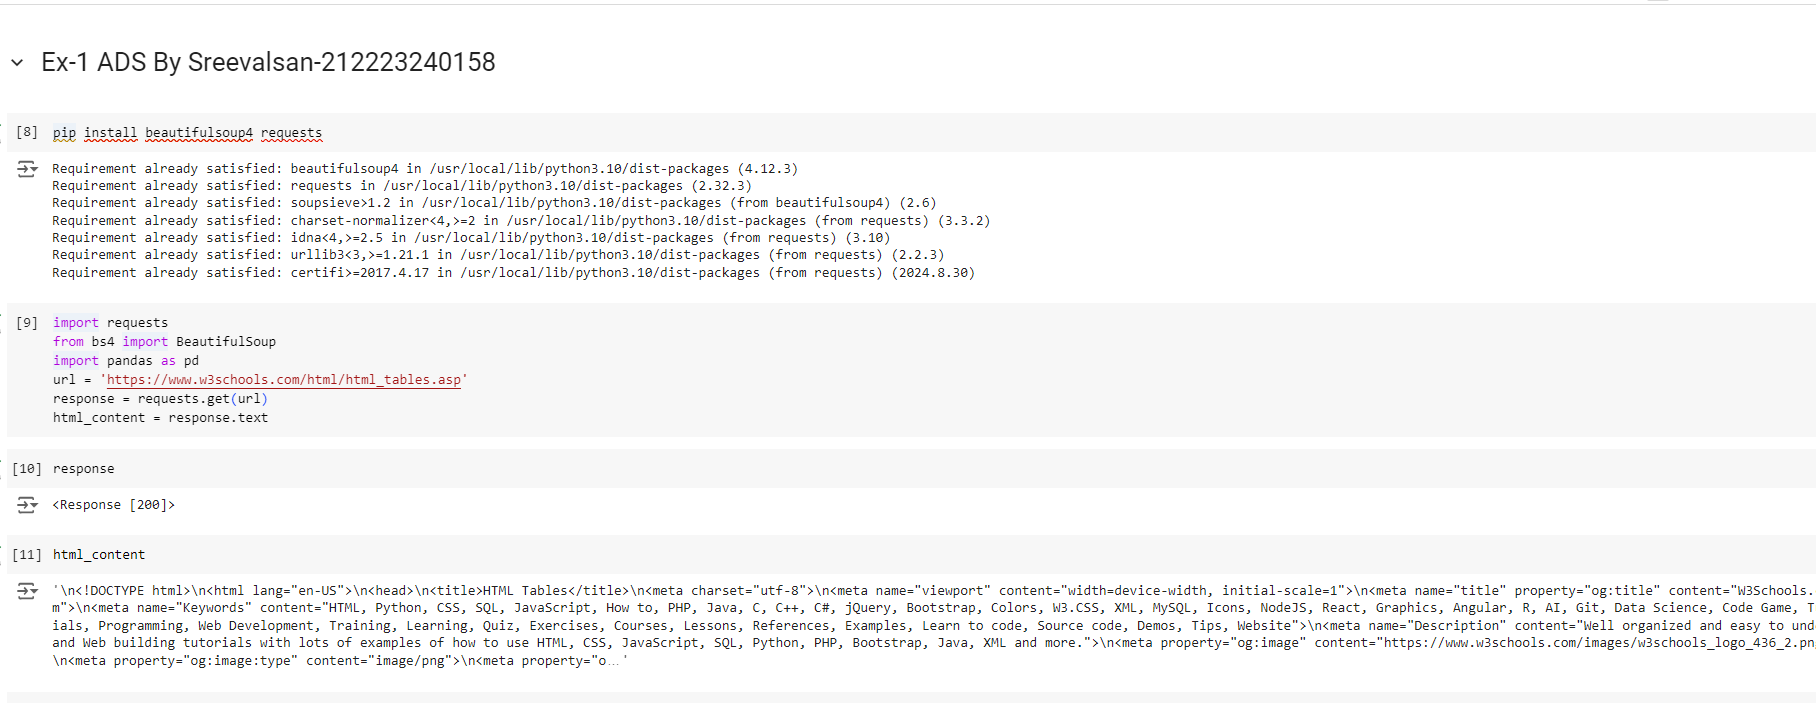 Ex-1 ADS By Sreevalsan-212223240158
[8] pip install beautifulsoup4 requests
Requirement already satisfied: beautifulsoup4 in /usr/local/lib/python3.10/dist-packages (4.12.3)
Requirement already satisfied: requests in /usr/local/lib/python3.10/dist-packages (2.32.3)
Requirement already satisfied: soupsieve>1.2 in /usr/local/lib/python3.10/dist-packages (from beautifulsoup4) (2.6)
Requirement already satisfied: charset-normalizer<4,>=2 in /usr/local/lib/python3.10/dist-packages (from requests) (3.3.2)
Requirement already satisfied: idna<4,>=2.5 in /usr/local/lib/python3.10/dist-packages (from requests) (3.10)
Requirement already satisfied: urllib3<3,>=1.21.1 in /usr/local/lib/python3.10/dist-packages (from requests) (2.2.3)
Requirement already satisfied: certifi>=2017.4.17 in /usr/local/lib/python3.10/dist-packages (from requests) (2024.8.30)
[9] import requests
from bs4 import BeautifulSoup
import pandas as pd
url = 'https://www.w3schools.com/html/html_tables.asp'
response = requests.get(url)
html_content = response.text
[10] response
<Response [200]>
[11] html_content
'\n<!DOCTYPE html>\n<html lang="en-US">\n<head>\n<title>HTML Tables</title>\n<meta charset="utf-8">\n<meta name="viewport" content="width=device-width, initial-scale=1">\n<meta name="title" property="og:title" content="W3Schools.
m">\n<meta name="Keywords" content="HTML, Python, CSS, SQL, JavaScript, How to, PHP, Java, C, C++, C#, jQuery, Bootstrap, Colors, W3.CSS, XML, MySQL, Icons, NodeJS, React, Graphics, Angular, R, AI, Git, Data Science, Code Game, T
ials, Programming, Web Development, Training, Learning, Quiz, Exercises, Courses, Lessons, References, Examples, Learn to code, Source code, Demos, Tips, Website">\n<meta name="Description" content="Well organized and easy to und
and Web building tutorials with lots of examples of how to use HTML, CSS, JavaScript, SQL, Python, PHP, Bootstrap, Java, XML and more.">\n<meta property="og:image" content="https://www.w3schools.com/images/w3schools_logo_436_2.pn
\n<meta property="og:image:type" content="image/png">\n<meta property="o...'